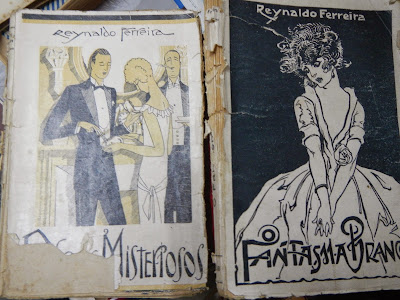 Reynaldo Ferreira
Misteriosos
Reynaldo Ferreira
O Fantasma Branco